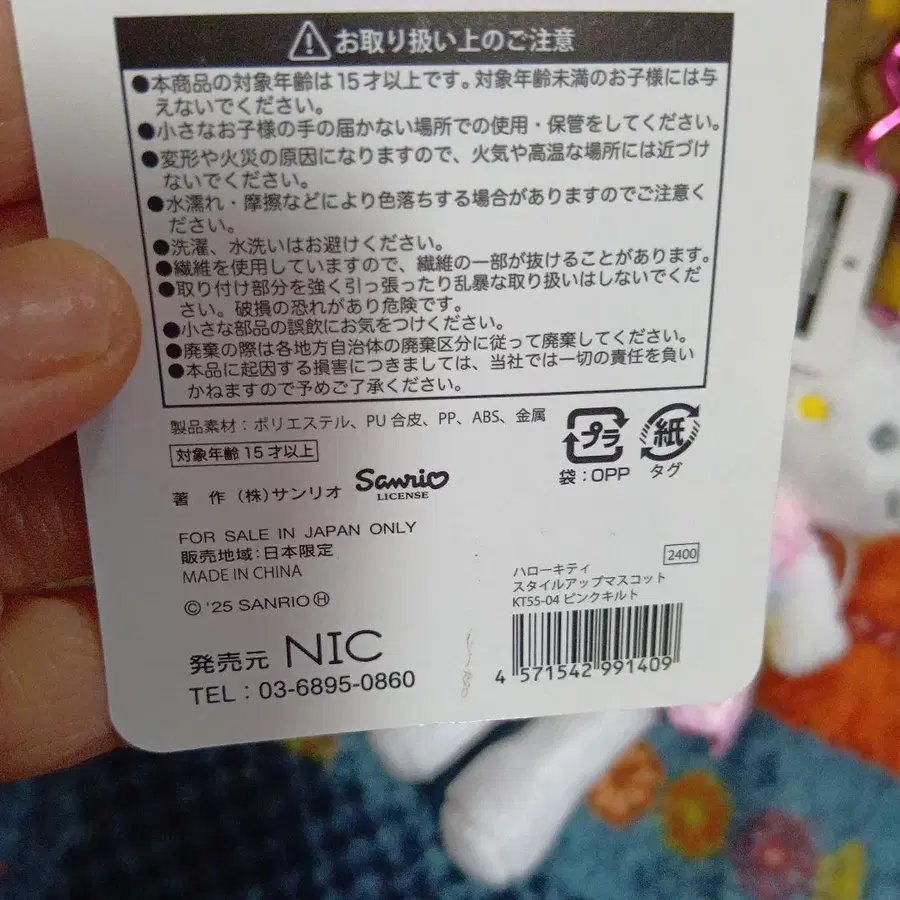 お取り扱い上のご注意
●本商品の対象年齢は15才以上です。対象年齢未満のお子様には与
えないでください。
●小さなお子様の手の届かない場所での使用・保管をしてください。
●変形や火災の原因になりますので、火気や高温な場所には近づけ
ないでください。
●水濡れ・摩擦などにより色落ちする場合がありますのでご注意く
ださい。
●洗濯、水洗いはお避けください。
●繊維を使用していますので、繊維の一部が抜けることがあります。
●取り付け部分を強く引っ張ったり乱暴な取り扱いはしないでくだ
さい。破損の恐れがあり危険です。
●小さな部品の誤飲にお気をつけください。
●廃棄の際は各地方自治体の廃棄区分に従って廃棄してください。
●本品に起因する損害につきましては、当社では一切の責任を負い
かねますので予めご了承ください。
製品素材：ポリエステル、PU合皮、PP、ABS、金属
対象年齢15才以上
プラ
紙
袋：OPP
タグ
著 作 (株)サンリオ
Sanrio
LICENSE
FOR SALE IN JAPAN ONLY
販売地域：日本限定
MADE IN CHINA
© '25 SANRIO Ⓗ
発売元 NIC
TEL：03-6895-0860
2400
ハローキティ
スタイルアップマスコット
KT55-04 ピンクキルト
4 571542 991409